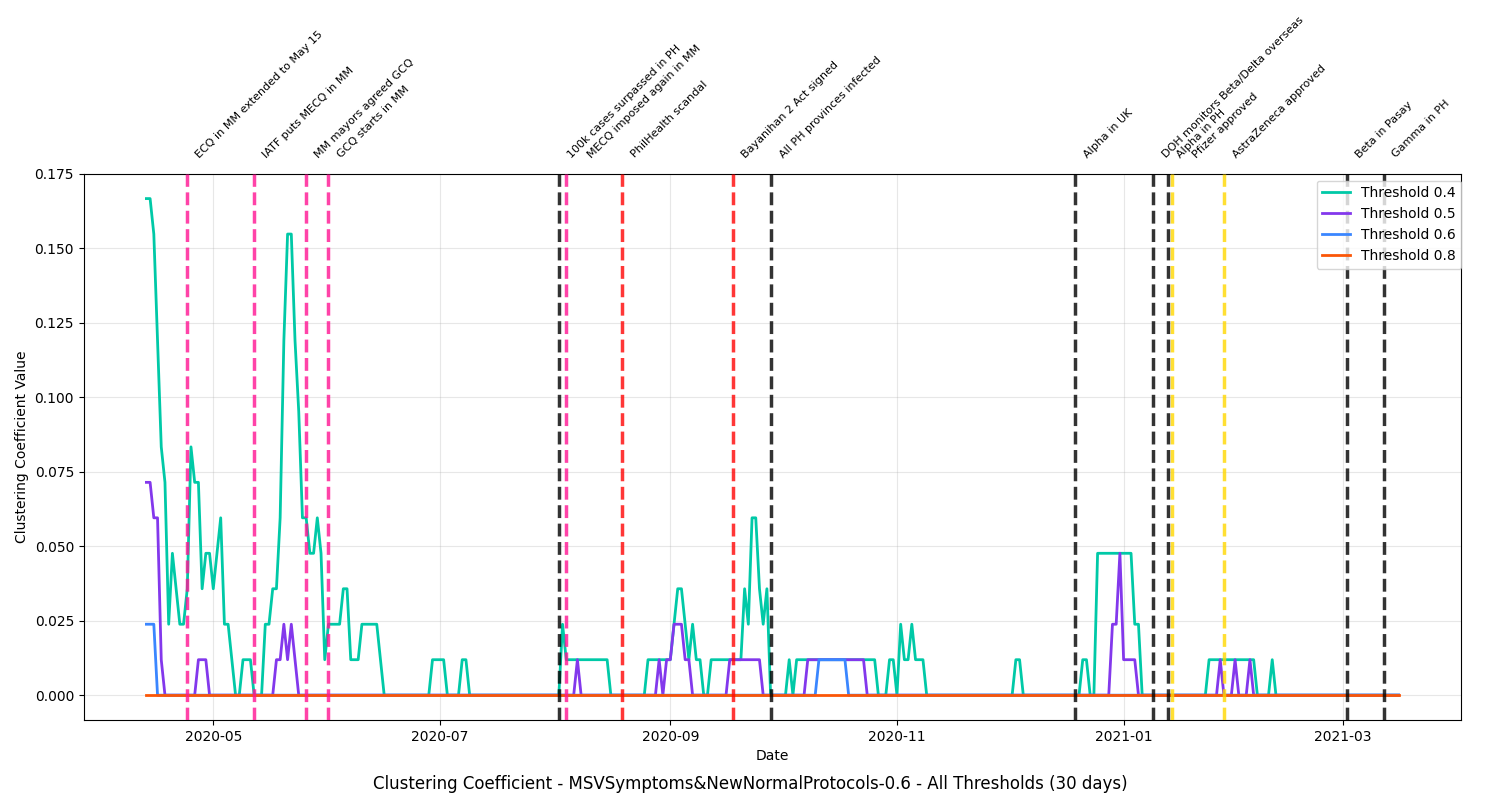 ECQ in MM extended to May 15
IATF puts MECQ in MM
MM mayors agreed GCQ
GCQ starts in MM
100k cases surpassed in PH
MECQ imposed again in MM
PhilHealth scandal
Bayanihan 2 Act signed
All PH provinces infected
Alpha in UK
DOH monitors Beta/Delta overseas
Alpha in PH
Pfizer approved
AstraZeneca approved
Beta in Pasay
Gamma in PH
0.175
0.150
0.125
0.100
0.075
0.050
0.025
0.000
Clustering Coefficient Value
Threshold 0.4
Threshold 0.5
Threshold 0.6
Threshold 0.8
2020-05
2020-07
2020-09
2020-11
2021-01
2021-03
Date
Clustering Coefficient - MSVSymptoms&NewNormalProtocols-0.6 - All Thresholds (30 days)